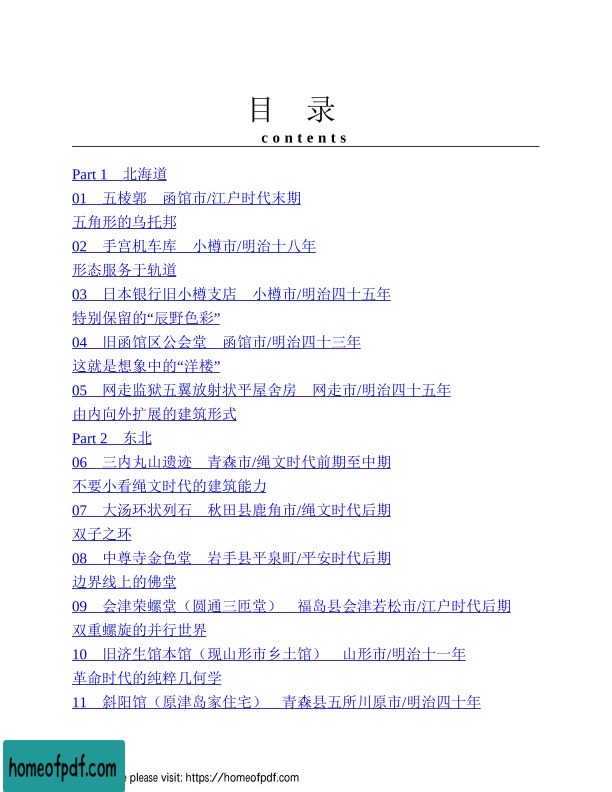 目 录
contents
Part 1 北海道
01 五棱郭 函馆市/江户时代末期
五角形的乌托邦
02 手宫机车库 小樽市/明治十八年
形态服务于轨道
03 日本银行旧小樽支店 小樽市/明治四十五年
特别保留的“辰野色彩”
04 旧函馆区公会堂 函馆市/明治四十三年
这就是想象中的“洋楼”
05 网走监狱五翼放射状平屋舍房 网走市/明治四十五年
由内向外扩展的建筑形式
Part 2 东北
06 三内丸山遗迹 青森市/绳文时代前期至中期
不要小看绳文时代的建筑能力
07 大汤环状列石 秋田县鹿角市/绳文时代后期
双子之环
08 中尊寺金色堂 岩手县平泉町/平安时代后期
边界线上的佛堂
09 会津荣螺堂（圆通三匝堂） 福岛县会津若松市/江户时代后期
双重螺旋的并行世界
10 旧济生馆本馆（现山形市乡土馆） 山形市/明治十一年
革命时代的纯粹几何学
11 斜阳馆（原津岛家住宅） 青森县五所川原市/明治四十年
homeofpdf.com
e please visit: https://homeofpdf.com